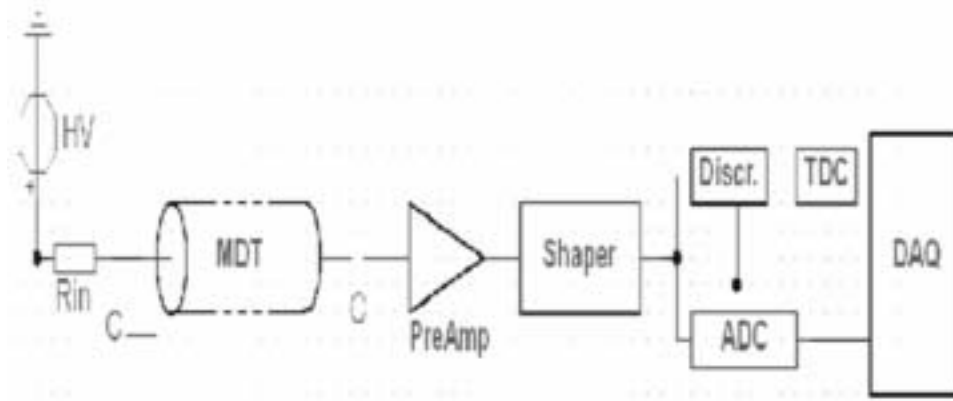 HV
+
Rin
C
MDT
C
PreAmp
Shaper
Discr.
TDC
ADC
DAQ